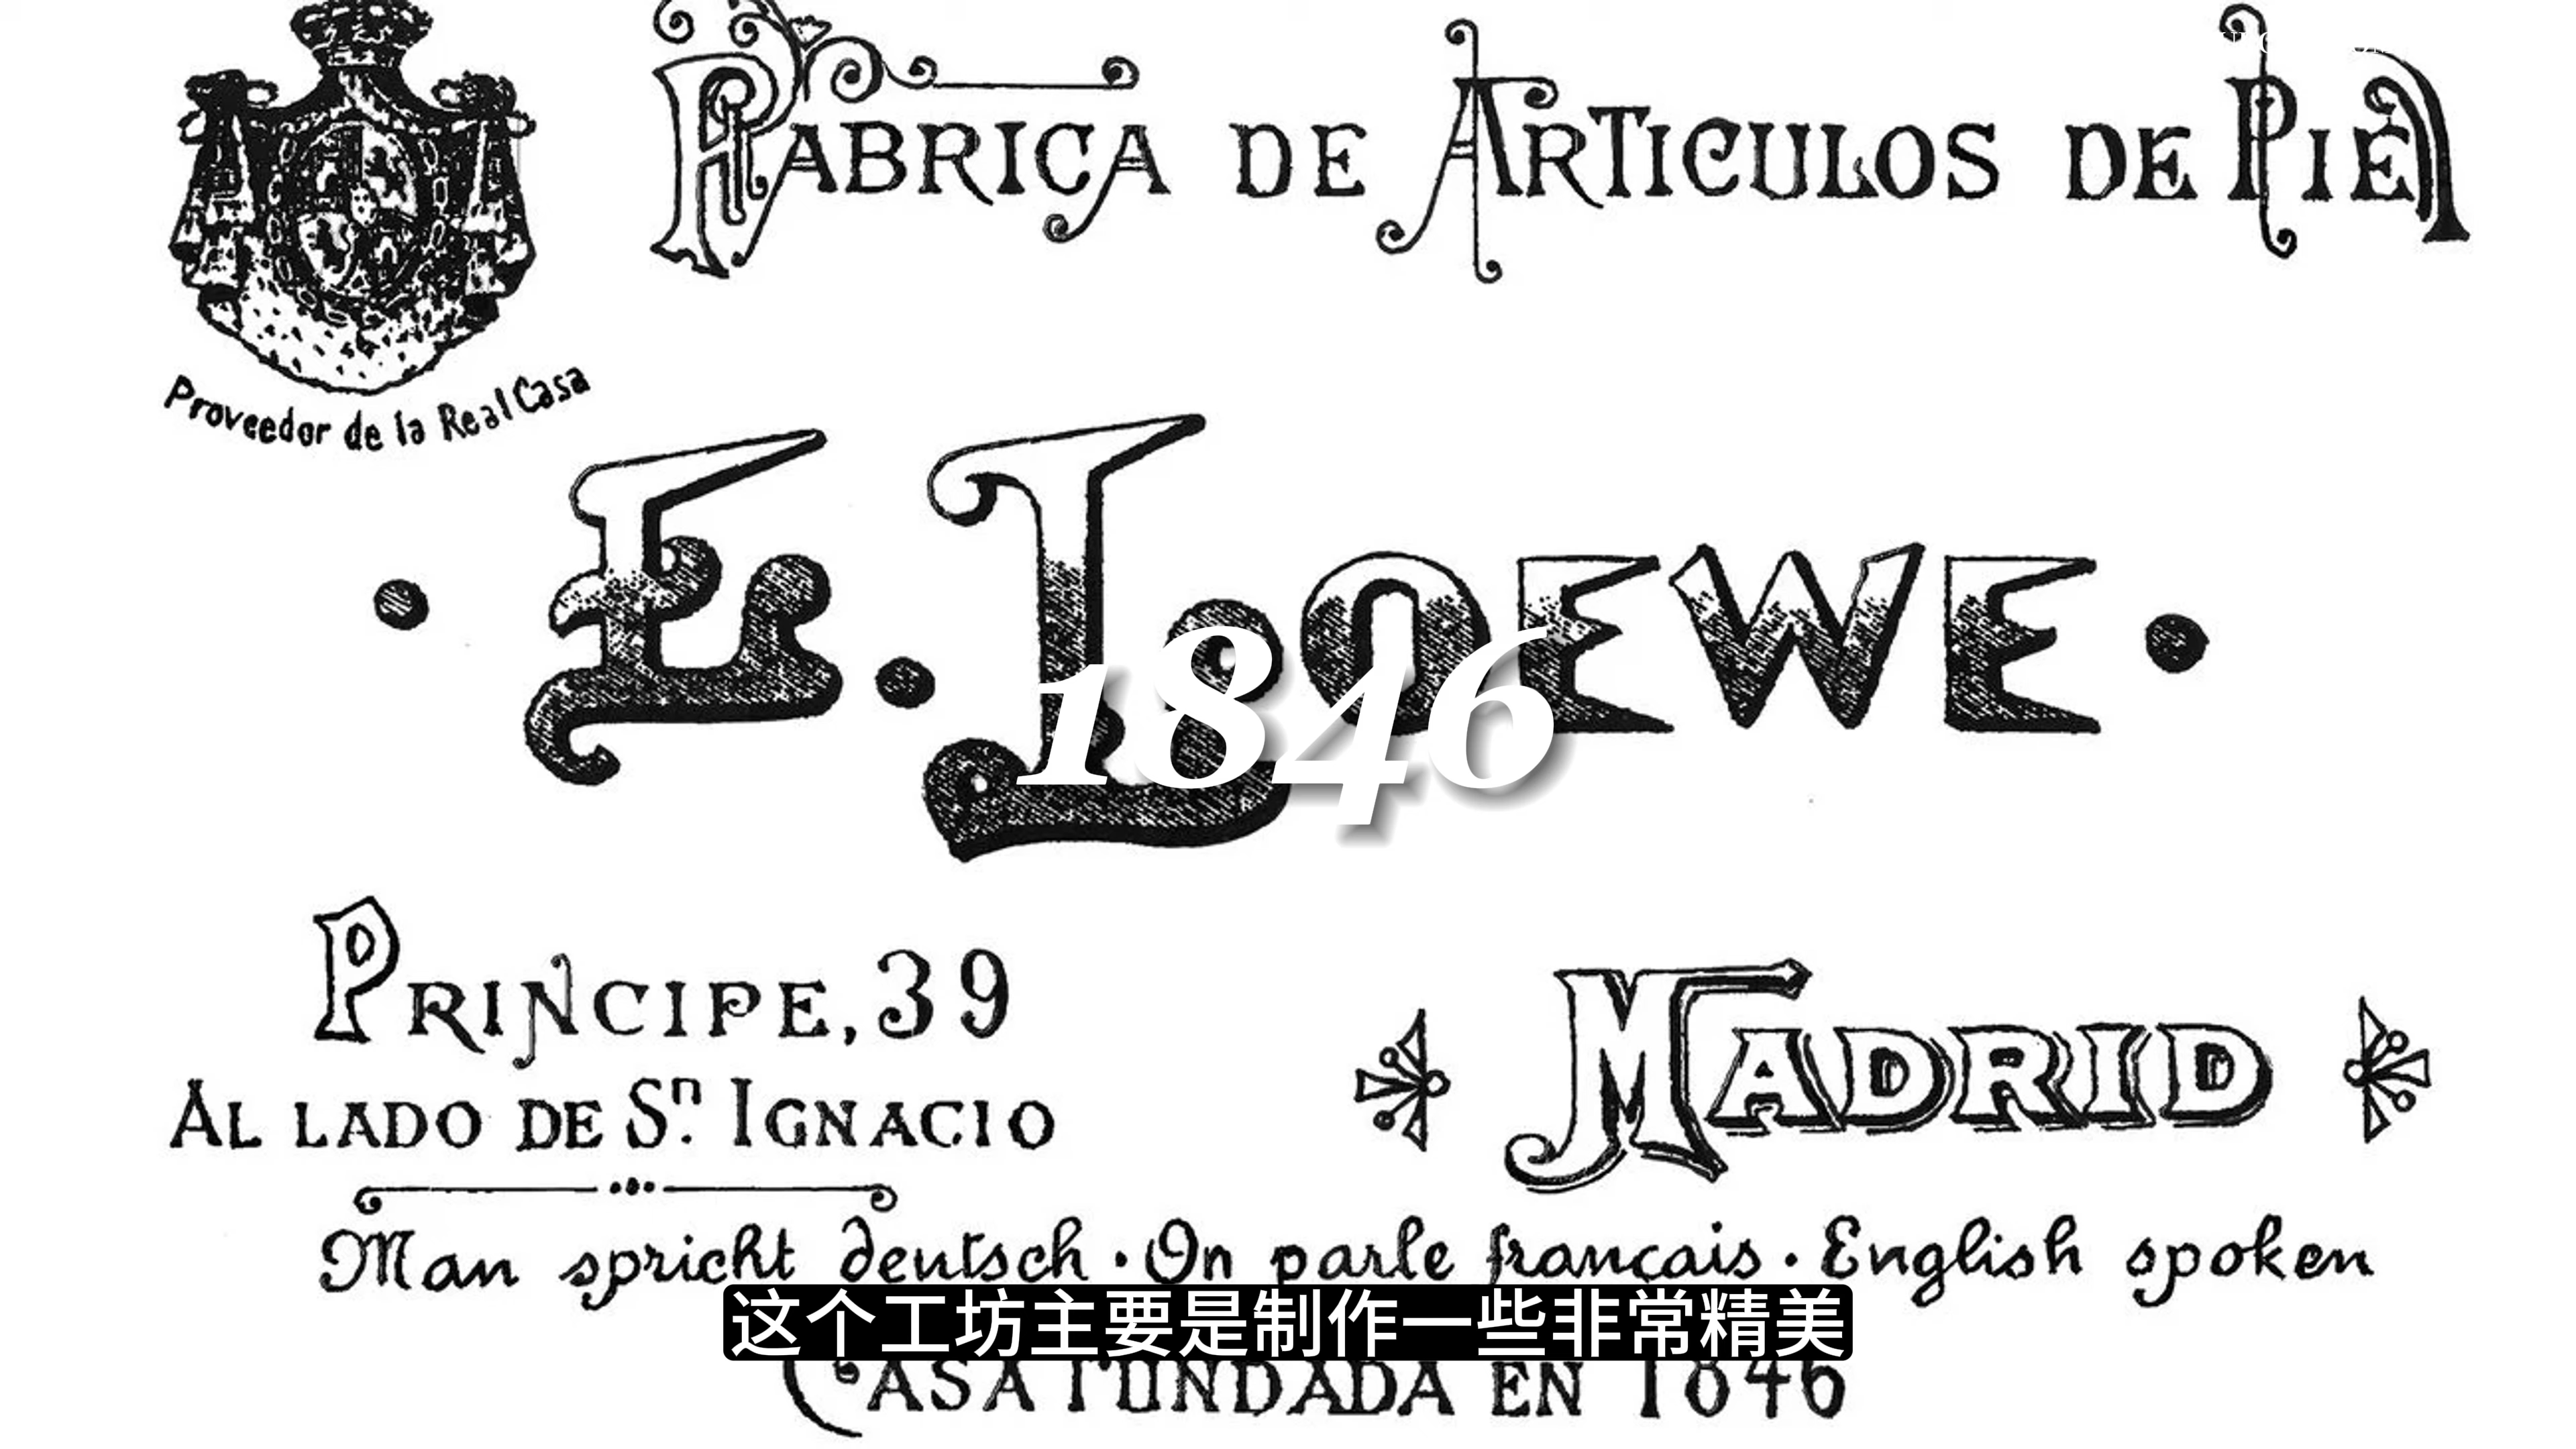 FABRICA DE ARTICULOS DE PIEL
Proveedor de la Real Casa
· E. LOEWE ·
1846
PRINCIPE, 39
AL LADO DE Sⁿ. IGNACIO
MADRID
Man spricht deutsch · On parle français · English spoken
这个工坊主要是制作一些非常精美
CASA FUNDADA EN 1846